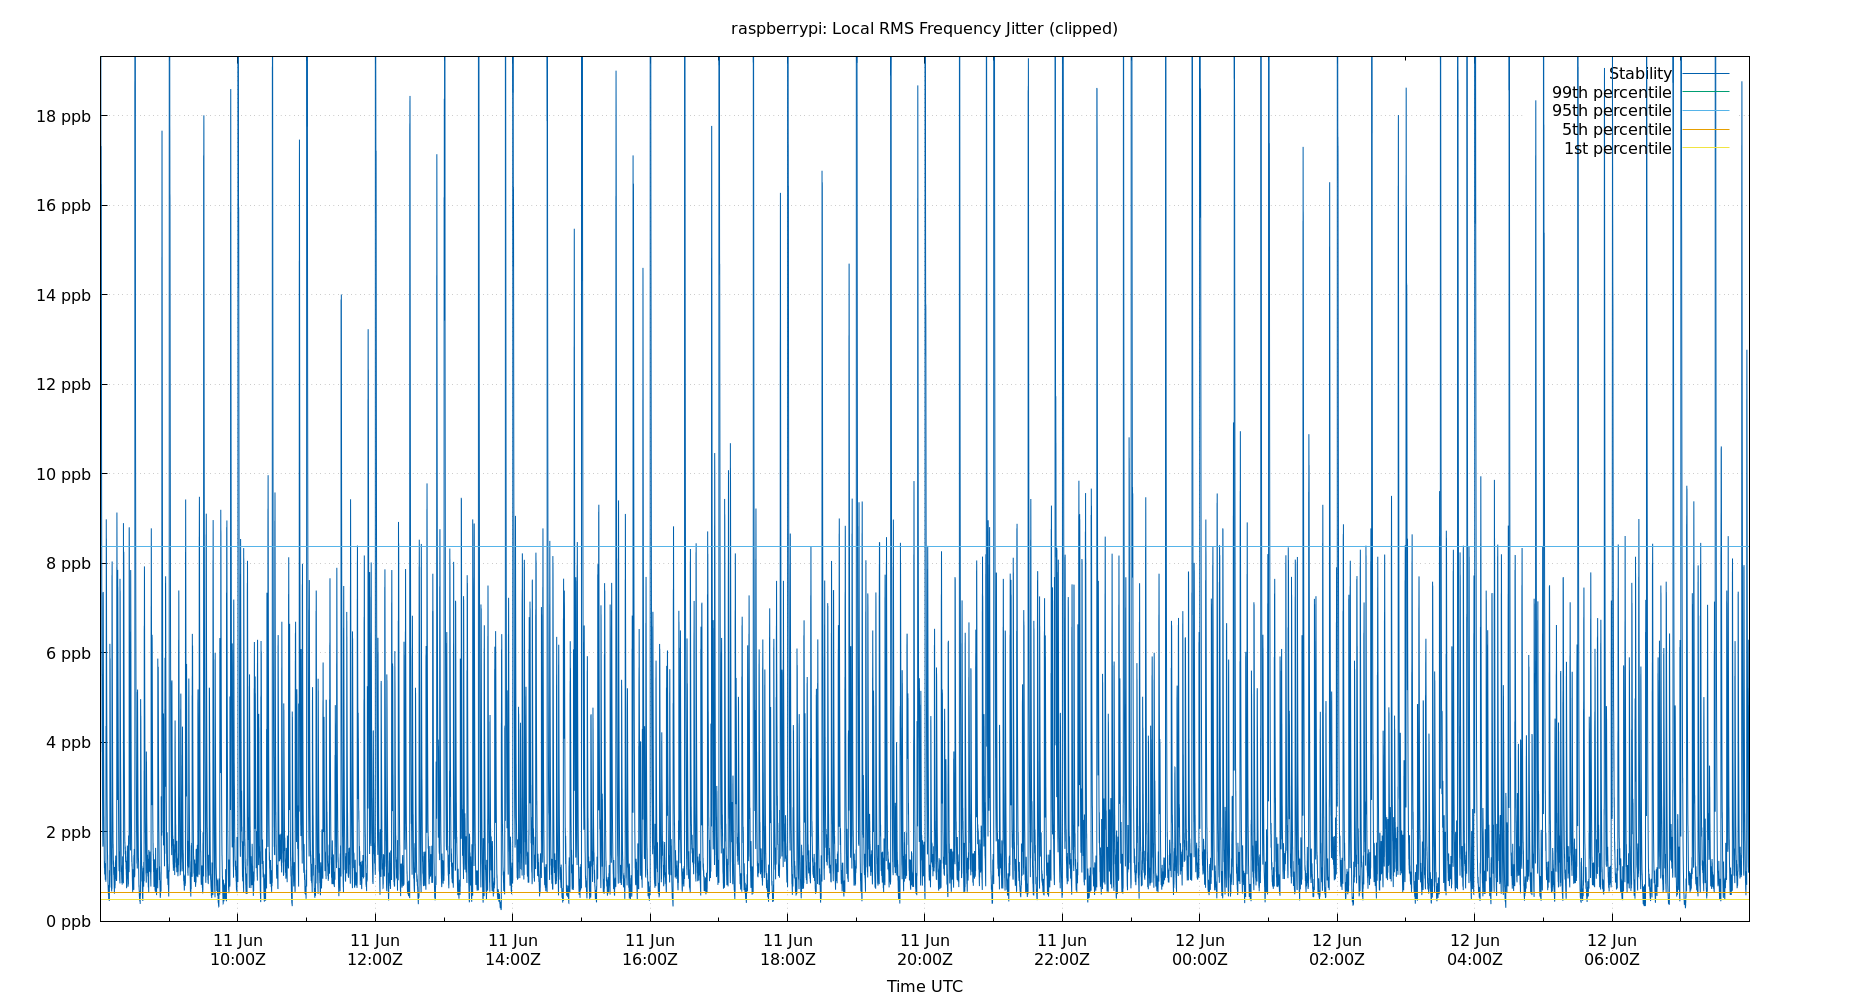 raspberrypi: Local RMS Frequency Jitter (clipped)
Stability
99th percentile
95th percentile
5th percentile
1st percentile
18 ppb
16 ppb
14 ppb
12 ppb
10 ppb
8 ppb
6 ppb
4 ppb
2 ppb
0 ppb
11 Jun 11 Jun 11 Jun 11 Jun 11 Jun 11 Jun 11 Jun 12 Jun 12 Jun 12 Jun 12 Jun
10:00Z 12:00Z 14:00Z 16:00Z 18:00Z 20:00Z 22:00Z 00:00Z 02:00Z 04:00Z 06:00Z
Time UTC